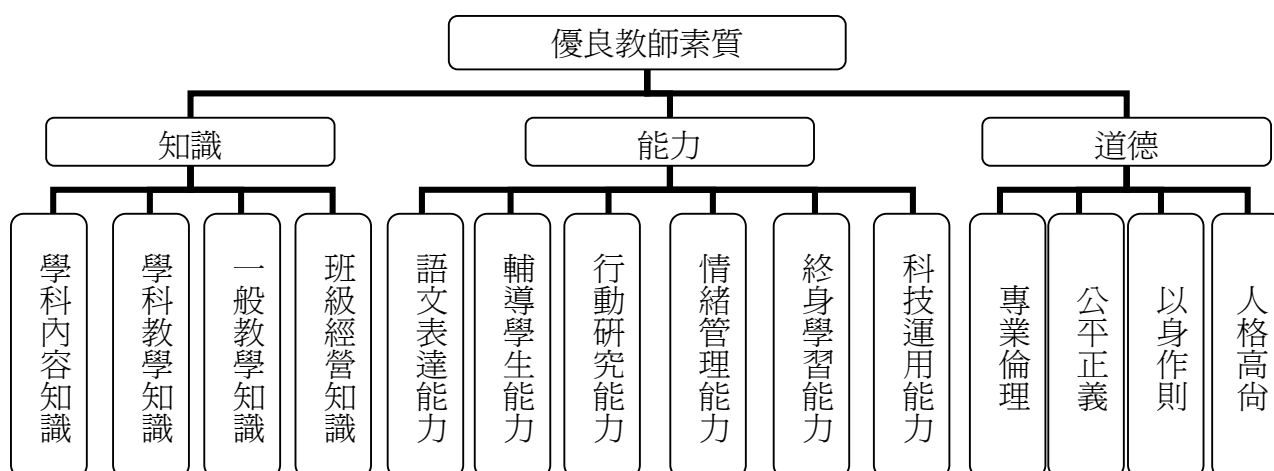 優良教師素質
知識
能力
道德
學科內容知識
學科教學知識
一般教學知識
班級經營知識
語文表達能力
輔導學生能力
行動研究能力
情緒管理能力
終身學習能力
科技運用能力
專業倫理
公平正義
以身作則
人格高尚